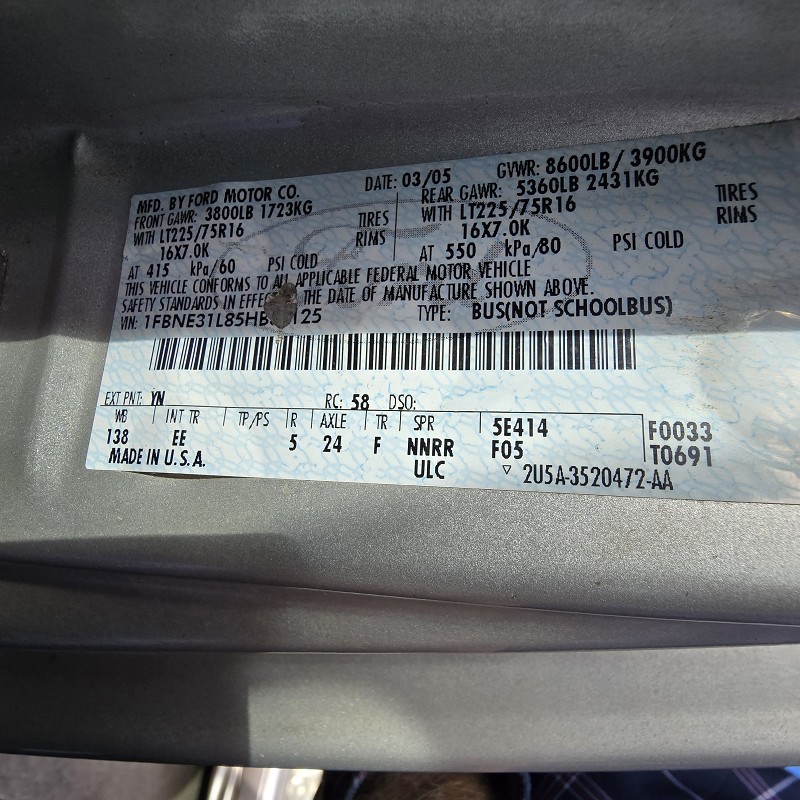 MFD. BY FORD MOTOR CO.
DATE: 03/05
GVWR: 8600LB / 3900KG
FRONT GAWR: 3800LB 1723KG
WITH LT225/75R16 TIRES
16X7.0K RIMS
AT 415 kPa/60 PSI COLD
REAR GAWR: 5360LB 2431KG
WITH LT225/75R16 TIRES
16X7.0K RIMS
AT 550 kPa/80 PSI COLD
THIS VEHICLE CONFORMS TO ALL APPLICABLE FEDERAL MOTOR VEHICLE
SAFETY STANDARDS IN EFFECT THE DATE OF MANUFACTURE SHOWN ABOVE.
VIN: TYPE: BUS(NOT SCHOOLBUS)
EXT PNT: YN RC: 58 DSO:
WB INT TR TP/PS R AXLE TR SPR 5E414 F0033
138 EE 5 24 F NNRR F05 T0691
MADE IN U.S.A. ULC ▽ 2U5A-3520472-AA